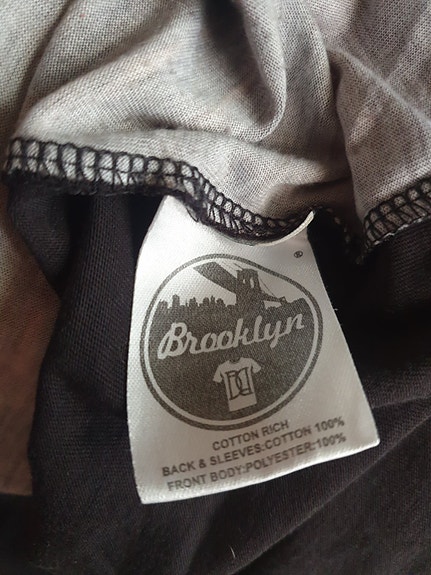 ®
Brooklyn
COTTON RICH
BACK & SLEEVES:COTTON 100%
FRONT BODY:POLYESTER:100%